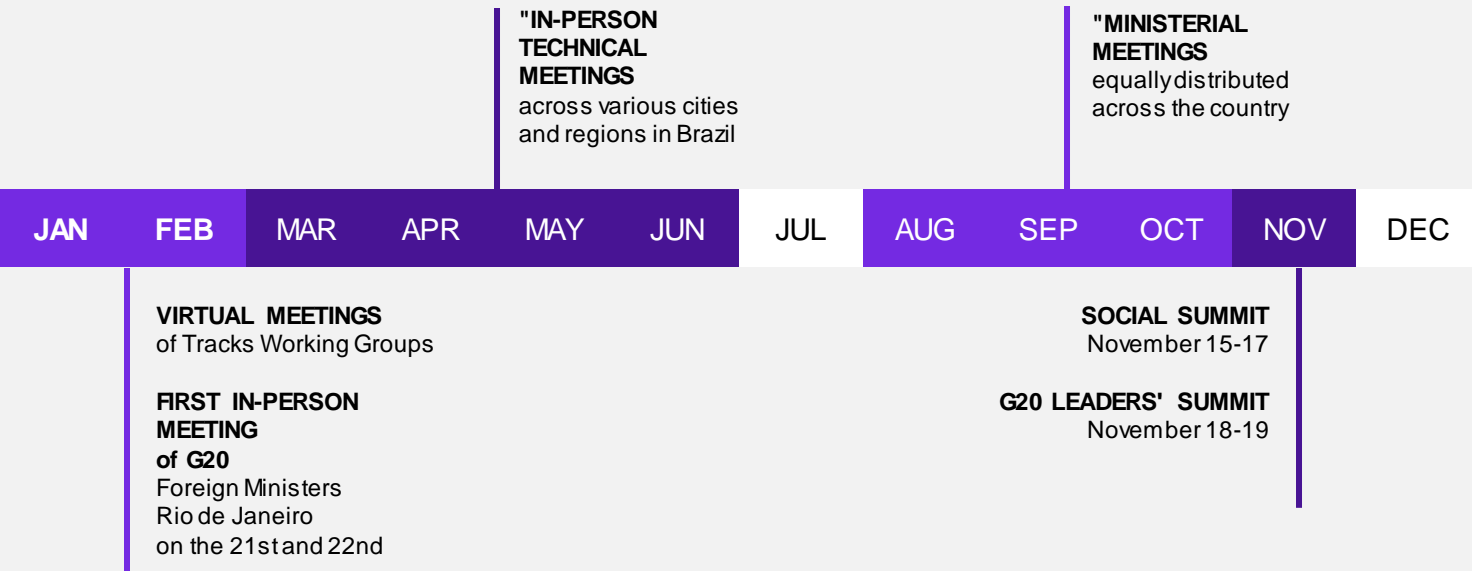 "IN-PERSON
TECHNICAL
MEETINGS
across various cities
and regions in Brazil
"MINISTERIAL
MEETINGS
equally distributed
across the country
JAN FEB MAR APR MAY JUN JUL AUG SEP OCT NOV DEC
VIRTUAL MEETINGS
of Tracks Working Groups
FIRST IN-PERSON
MEETING
of G20
Foreign Ministers
Rio de Janeiro
on the 21st and 22nd
SOCIAL SUMMIT
November 15-17
G20 LEADERS' SUMMIT
November 18-19